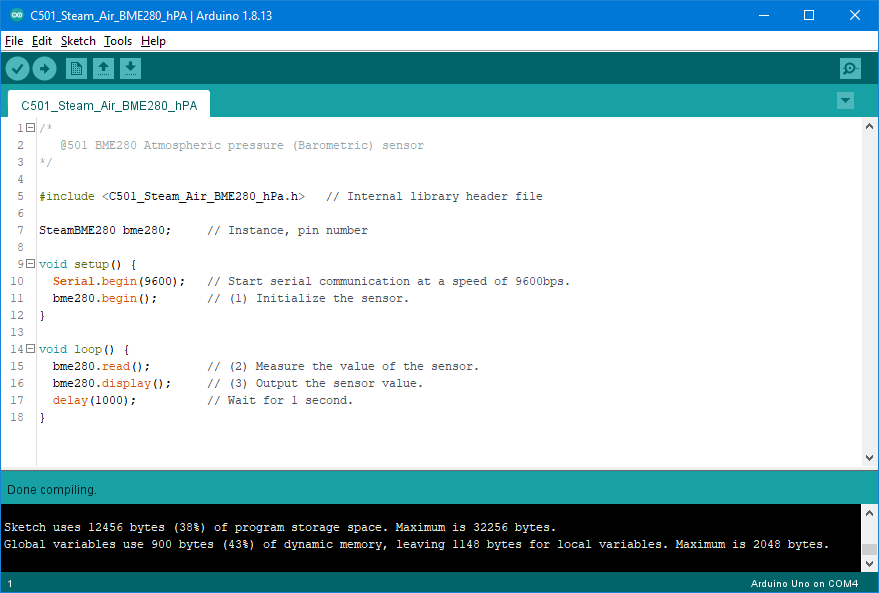 C501_Steam_Air_BME280_hPA | Arduino 1.8.13
File Edit Sketch Tools Help
C501_Steam_Air_BME280_hPA
1 /*
2 @501 BME280 Atmospheric pressure (Barometric) sensor
3 */
4
5 #include <C501_Steam_Air_BME280_hPa.h> // Internal library header file
6
7 SteamBME280 bme280; // Instance, pin number
8
9 void setup() {
10 Serial.begin(9600); // Start serial communication at a speed of 9600bps.
11 bme280.begin(); // (1) Initialize the sensor.
12 }
13
14 void loop() {
15 bme280.read(); // (2) Measure the value of the sensor.
16 bme280.display(); // (3) Output the sensor value.
17 delay(1000); // Wait for 1 second.
18 }
Done compiling.
Sketch uses 12456 bytes (38%) of program storage space. Maximum is 32256 bytes.
Global variables use 900 bytes (43%) of dynamic memory, leaving 1148 bytes for local variables. Maximum is 2048 bytes.
1 Arduino Uno on COM4